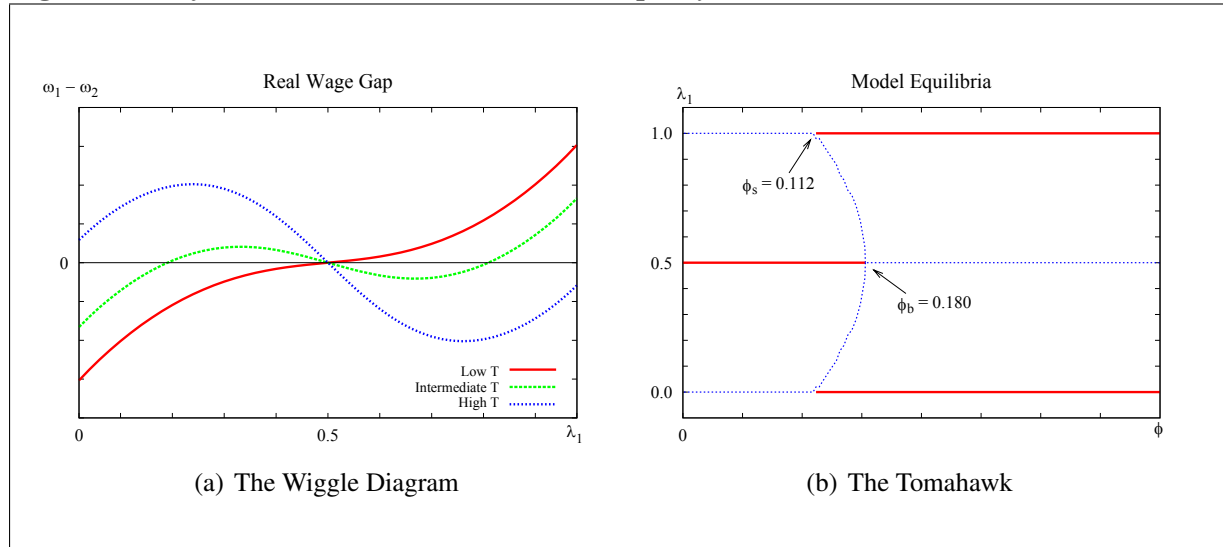 Real Wage Gap
ω₁ − ω₂
0
Low T
Intermediate T
High T
0
0.5
λ₁
(a) The Wiggle Diagram
Model Equilibria
λ₁
1.0
ϕₛ = 0.112
0.5
ϕ_b = 0.180
0.0
0
ϕ
(b) The Tomahawk